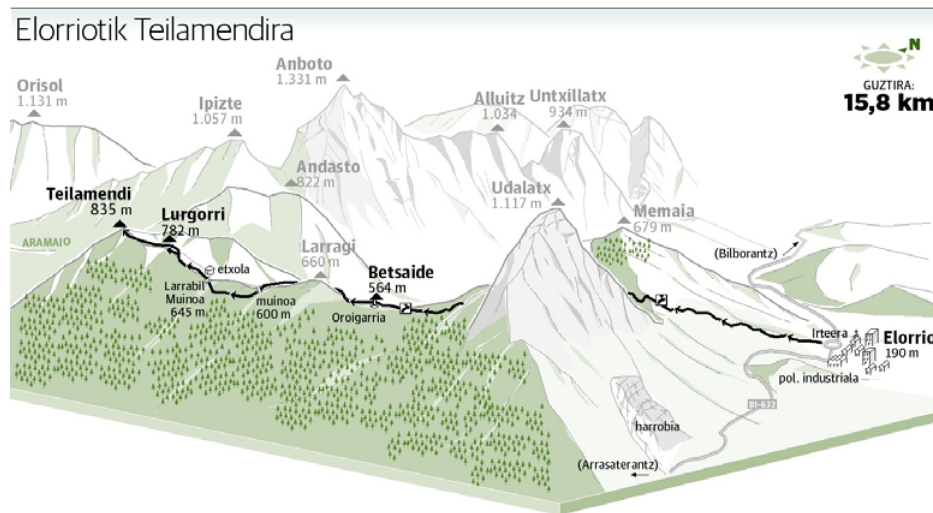 Elorriotik Teilamendira
N
GUZTIRA:
15,8 km
Orisol
1.131 m
Ipizte
1.057 m
Anboto
1.331 m
Alluitz
1.034
Untxillatx
934 m
Andasto
822 m
Udalatx
1.117 m
Memaia
679 m
Teilamendi
835 m
Lurgorri
782 m
ARAMAIO
Larragi
660 m
Betsaide
564 m
etxola
Larrabil
Muinoa
645 m
muinoa
600 m
Oroigarria
(Bilborantz)
Irteera
Elorrio
190 m
pol. industriala
BI-632
harrobia
(Arrasaterantz)